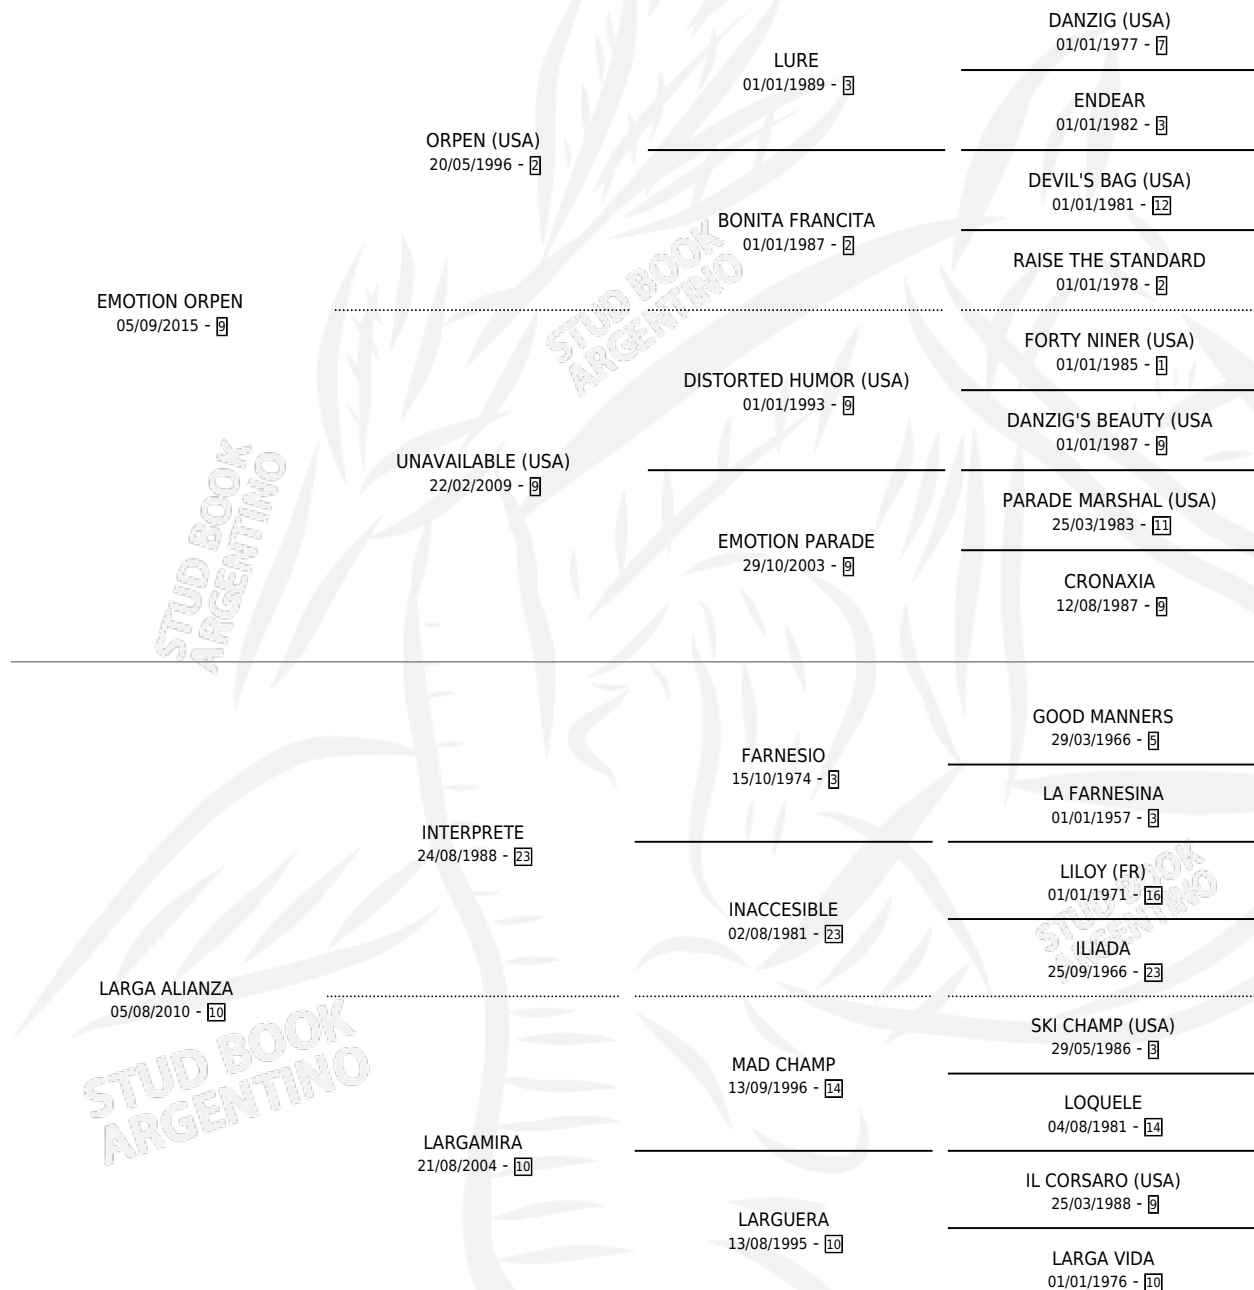 DANZIG (USA)
01/01/1977 - 7
LURE
01/01/1989 - 3
ENDEAR
01/01/1982 - 3
ORPEN (USA)
20/05/1996 - 2
DEVIL'S BAG (USA)
01/01/1981 - 12
BONITA FRANCITA
01/01/1987 - 2
RAISE THE STANDARD
01/01/1978 - 2
EMOTION ORPEN
05/09/2015 - 9
FORTY NINER (USA)
01/01/1985 - 1
DISTORTED HUMOR (USA)
01/01/1993 - 9
DANZIG'S BEAUTY (USA
01/01/1987 - 9
UNAVAILABLE (USA)
22/02/2009 - 9
PARADE MARSHAL (USA)
25/03/1983 - 11
EMOTION PARADE
29/10/2003 - 9
CRONAXIA
12/08/1987 - 9
GOOD MANNERS
29/03/1966 - 5
FARNESIO
15/10/1974 - 3
LA FARNESINA
01/01/1957 - 3
INTERPRETE
24/08/1988 - 23
LILOY (FR)
01/01/1971 - 16
INACCESIBLE
02/08/1981 - 23
ILIADA
25/09/1966 - 23
LARGA ALIANZA
05/08/2010 - 10
SKI CHAMP (USA)
29/05/1986 - 3
MAD CHAMP
13/09/1996 - 14
LOQUELE
04/08/1981 - 14
LARGAMIRA
21/08/2004 - 10
IL CORSARO (USA)
25/03/1988 - 9
LARGUERA
13/08/1995 - 10
LARGA VIDA
01/01/1976 - 10
STUD BOOK
ARGENTINO
STUD BOOK
ARGENTINO
STUD BOOK
ARGENTINO
STUD BOOK
ARGENTINO